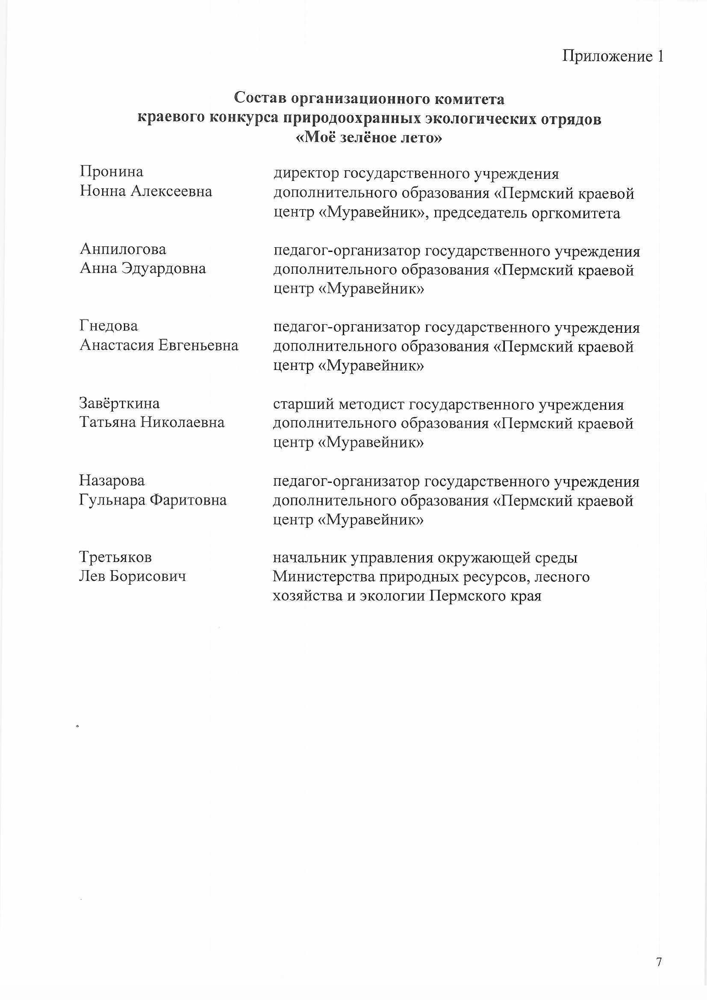 Приложение 1
Состав организационного комитета
краевого конкурса природоохранных экологических отрядов
«Моё зелёное лето»
Пронина
Нонна Алексеевна
директор государственного учреждения
дополнительного образования «Пермский краевой
центр «Муравейник», председатель оргкомитета
Анпилогова
Анна Эдуардовна
педагог-организатор государственного учреждения
дополнительного образования «Пермский краевой
центр «Муравейник»
Гнедова
Анастасия Евгеньевна
педагог-организатор государственного учреждения
дополнительного образования «Пермский краевой
центр «Муравейник»
Завёрткина
Татьяна Николаевна
старший методист государственного учреждения
дополнительного образования «Пермский краевой
центр «Муравейник»
Назарова
Гульнара Фаритовна
педагог-организатор государственного учреждения
дополнительного образования «Пермский краевой
центр «Муравейник»
Третьяков
Лев Борисович
начальник управления окружающей среды
Министерства природных ресурсов, лесного
хозяйства и экологии Пермского края
7